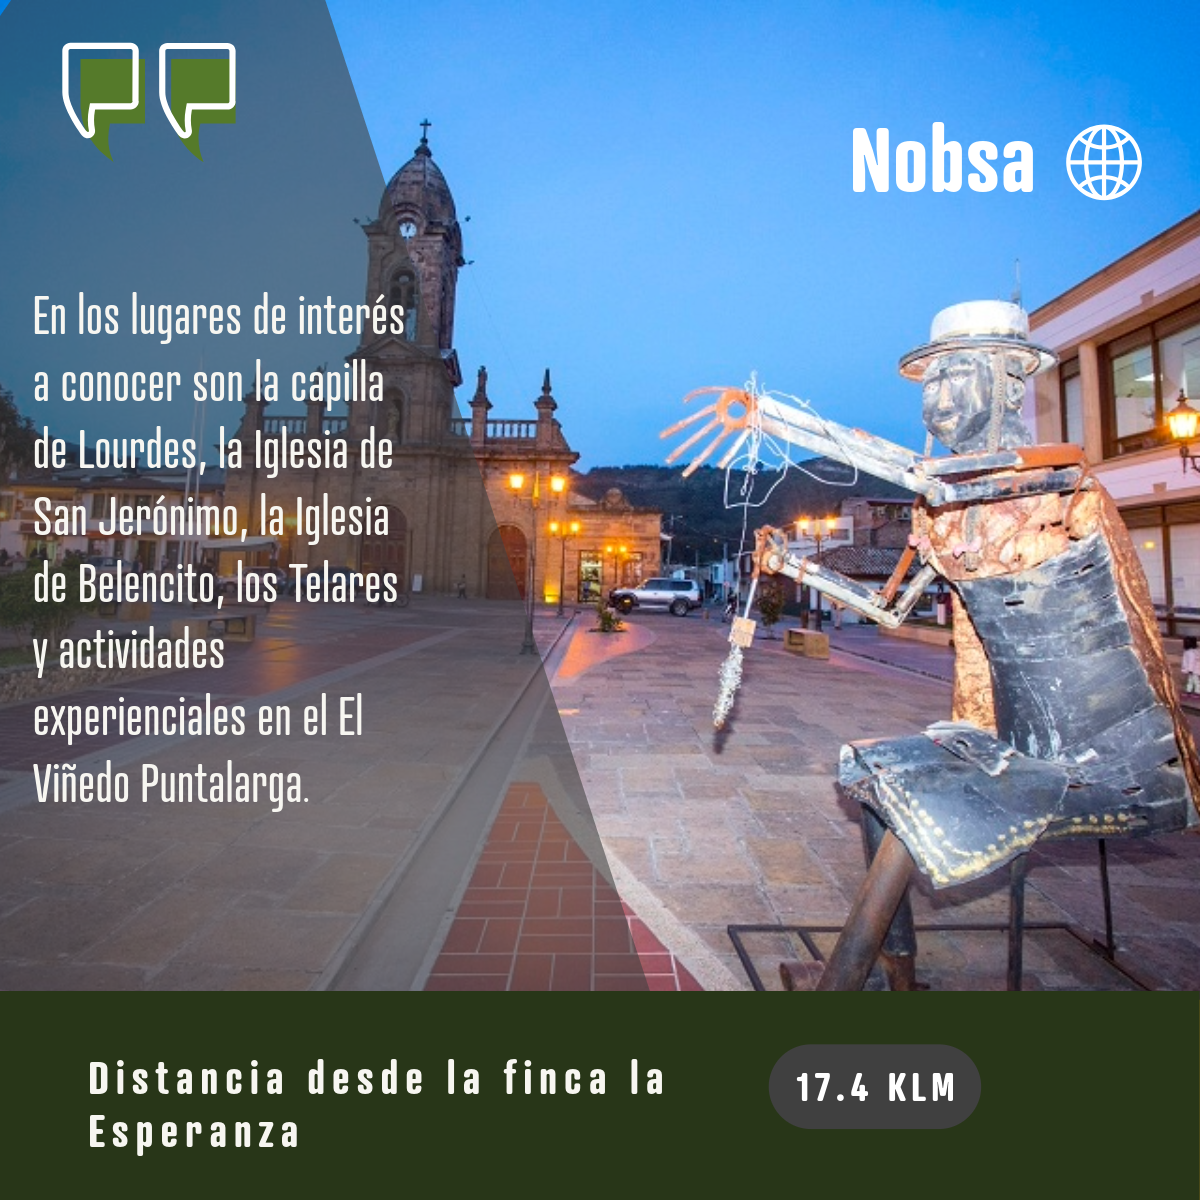 Nobsa
En los lugares de interés
a conocer son la capilla
de Lourdes, la Iglesia de
San Jerónimo, la Iglesia
de Belencito, los Telares
y actividades
experienciales en el El
Viñedo Puntalarga.
Distancia desde la finca la
Esperanza
17.4 KLM